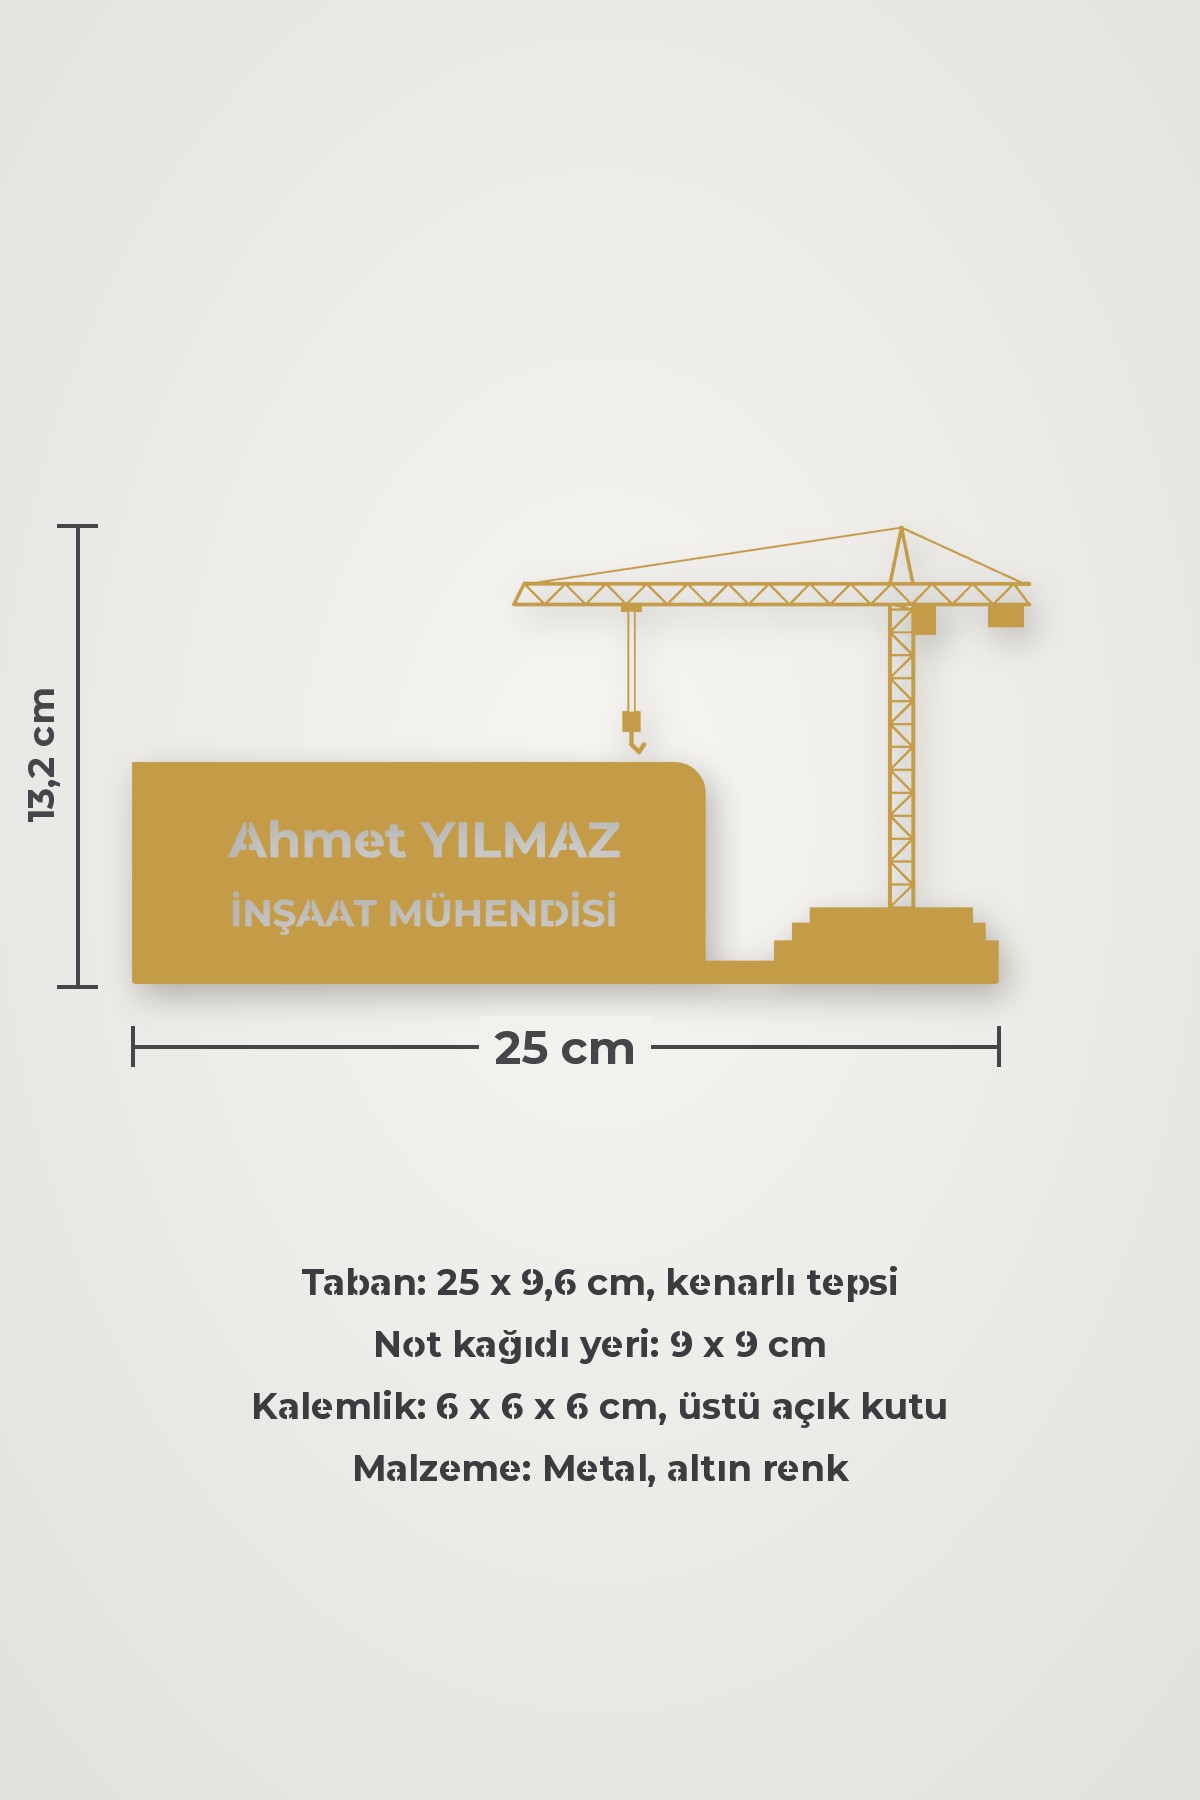 13,2 cm
Ahmet YILMAZ
İNŞAAT MÜHENDİSİ
25 cm
Taban: 25 x 9,6 cm, kenarlı tepsi
Not kağıdı yeri: 9 x 9 cm
Kalemlik: 6 x 6 x 6 cm, üstü açık kutu
Malzeme: Metal, altın renk